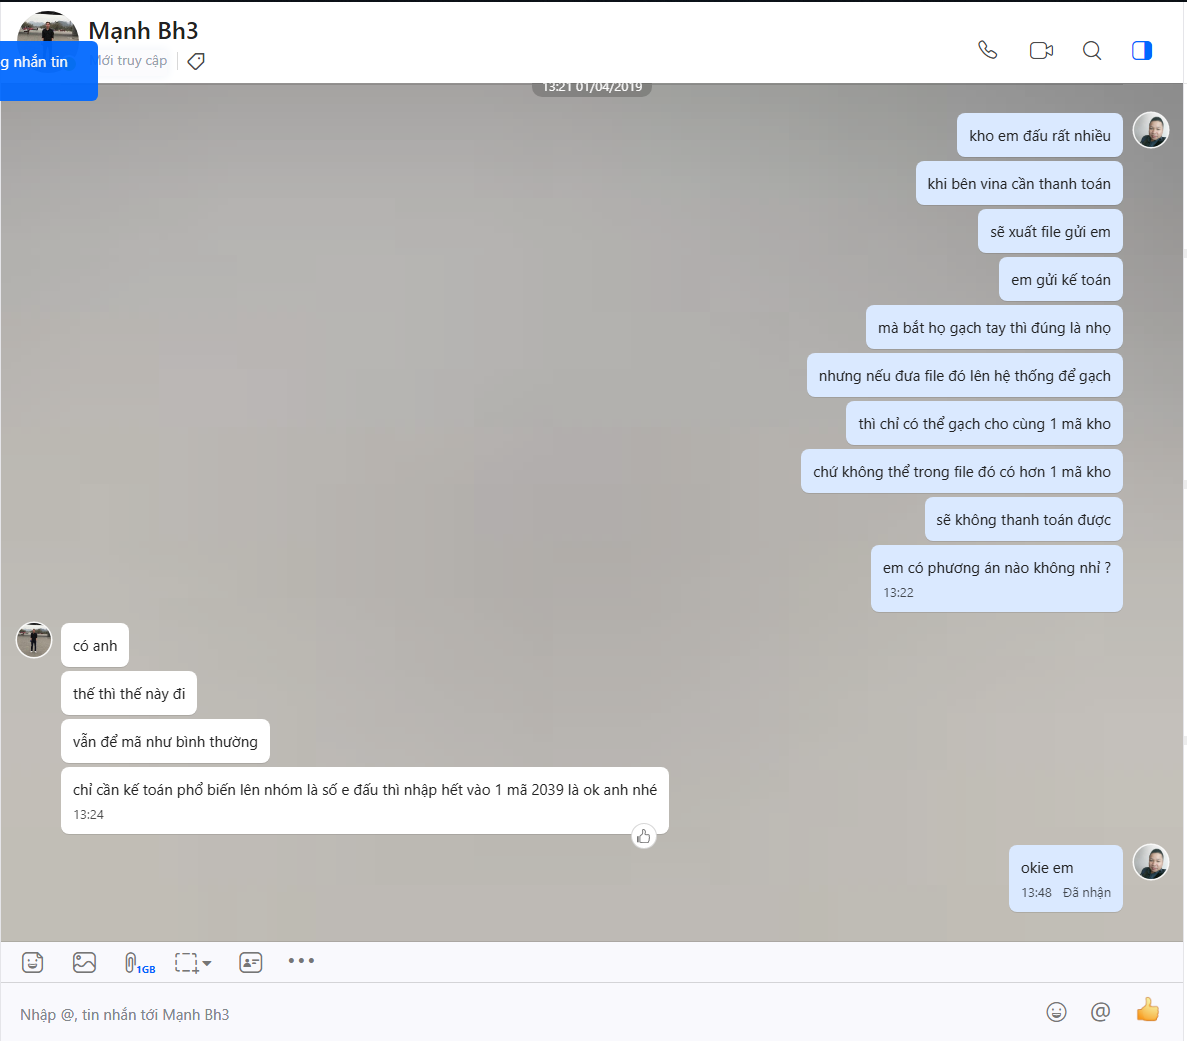 Mạnh Bh3
g nhắn tin
Mới truy cập
13:21 01/04/2019
kho em đấu rất nhiều
khi bên vina cần thanh toán
sẽ xuất file gửi em
em gửi kế toán
mà bắt họ gạch tay thì đúng là nhọ
nhưng nếu đưa file đó lên hệ thống để gạch
thì chỉ có thể gạch cho cùng 1 mã kho
chứ không thể trong file đó có hơn 1 mã kho
sẽ không thanh toán được
em có phương án nào không nhỉ ?
13:22
có anh
thế thì thế này đi
vẫn để mã như bình thường
chỉ cần kế toán phổ biến lên nhóm là số e đấu thì nhập hết vào 1 mã 2039 là ok anh nhé
13:24
okie em
13:48 Đã nhận
1GB
Nhập @, tin nhắn tới Mạnh Bh3